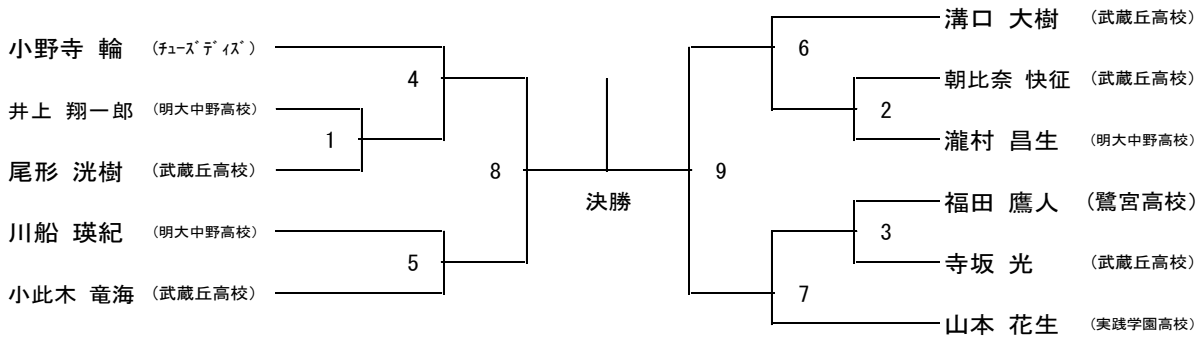 小野寺 輪 (ﾁｭｰｽﾞﾃﾞｨｽﾞ)
井上 翔一郎 (明大中野高校)
尾形 洸樹 (武蔵丘高校)
川船 瑛紀 (明大中野高校)
小此木 竜海 (武蔵丘高校)
4
1
5
8
決勝
9
6
2
3
7
溝口 大樹 (武蔵丘高校)
朝比奈 快征 (武蔵丘高校)
瀧村 昌生 (明大中野高校)
福田 鷹人 (鷺宮高校)
寺坂 光 (武蔵丘高校)
山本 花生 (実践学園高校)